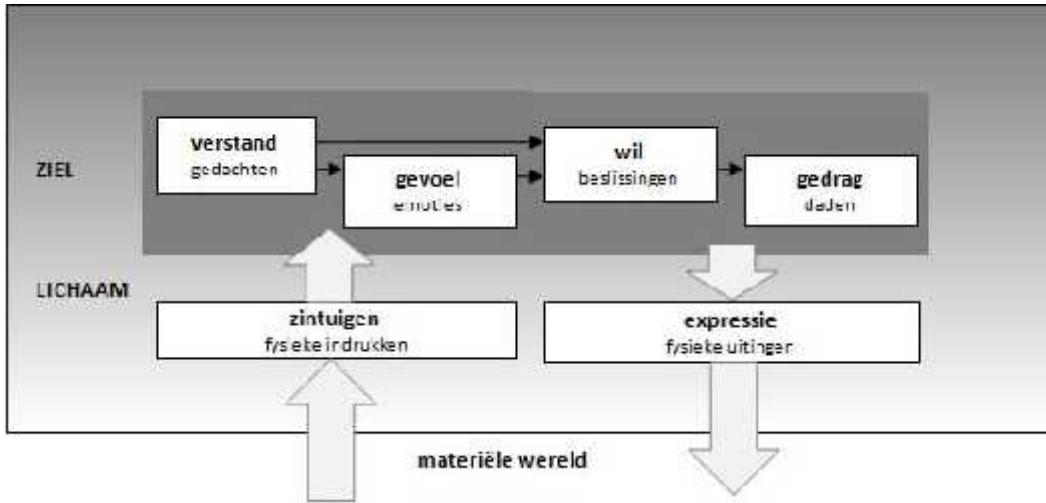 verstand
gedachten
gevoel
emoties
wil
beslissingen
gedrag
daden
ZIEL
LICHAAM
zintuigen
fysieke indrukken
expressie
fysieke uitingen
materiële wereld